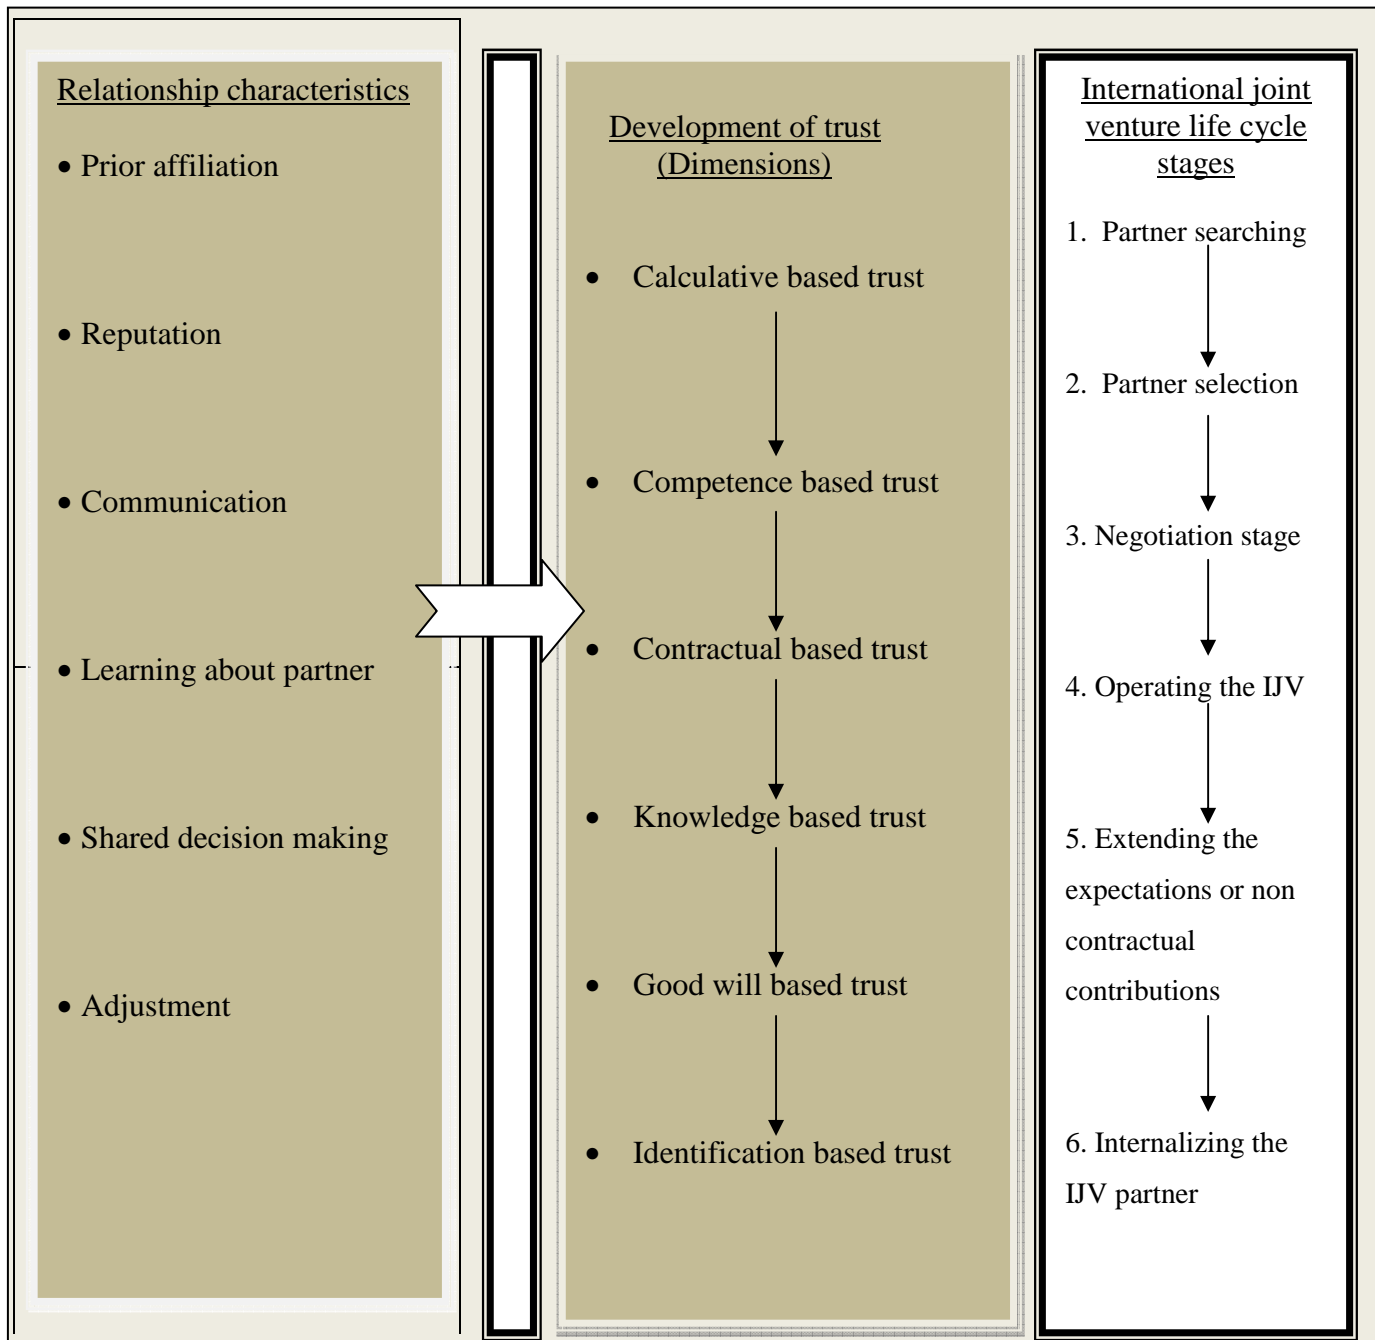 Relationship characteristics
• Prior affiliation
• Reputation
• Communication
• Learning about partner
• Shared decision making
• Adjustment
Development of trust
(Dimensions)
• Calculative based trust
• Competence based trust
• Contractual based trust
• Knowledge based trust
• Good will based trust
• Identification based trust
International joint
venture life cycle
stages
1. Partner searching
2. Partner selection
3. Negotiation stage
4. Operating the IJV
5. Extending the
expectations or non
contractual
contributions
6. Internalizing the
IJV partner